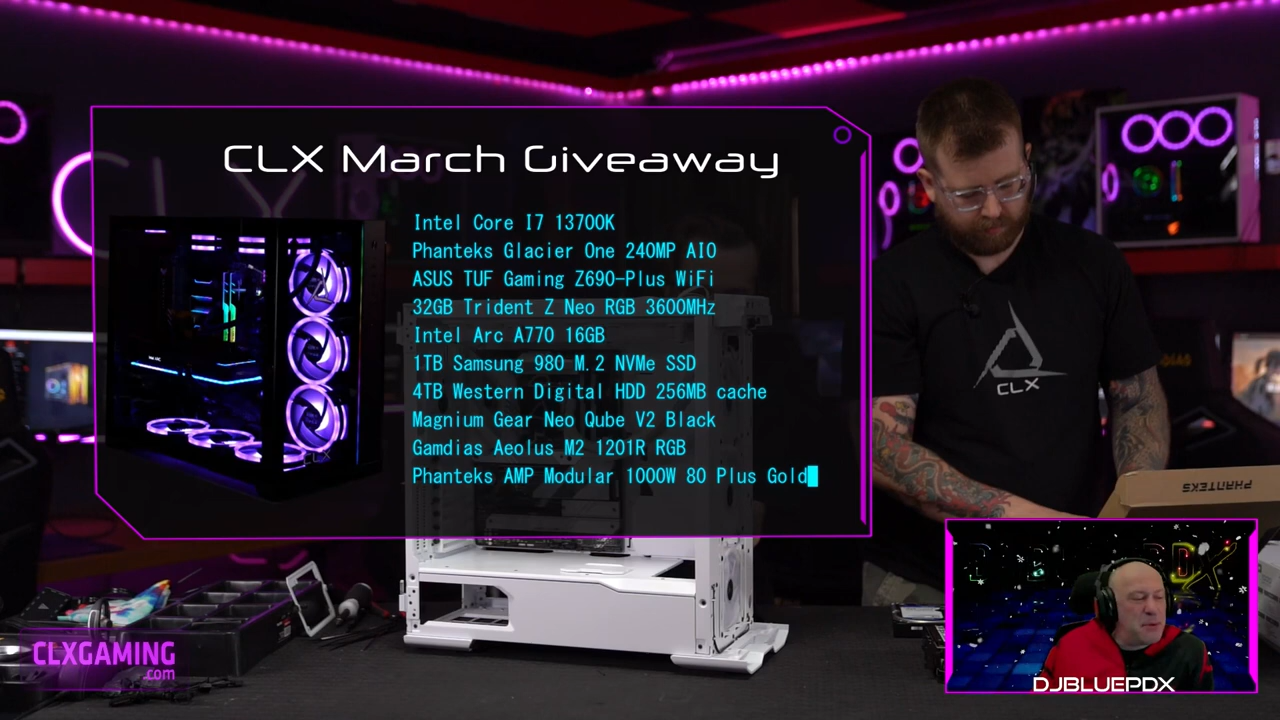 CLX March Giveaway
Intel Core I7 13700K
Phanteks Glacier One 240MP AIO
ASUS TUF Gaming Z690-Plus WiFi
32GB Trident Z Neo RGB 3600MHz
Intel Arc A770 16GB
1TB Samsung 980 M.2 NVMe SSD
4TB Western Digital HDD 256MB cache
Magnium Gear Neo Qube V2 Black
Gamdias Aeolus M2 1201R RGB
Phanteks AMP Modular 1000W 80 Plus Gold
CLX
PHANTEKS
CLXGAMING
.com
DJBLUEPDX